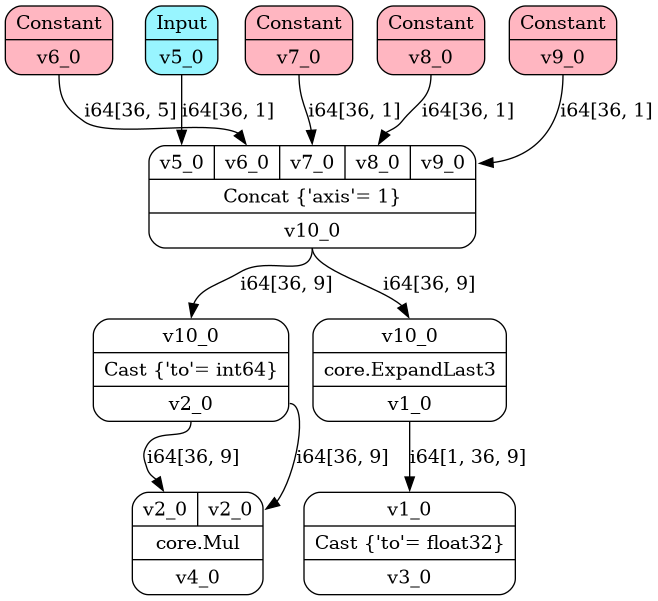 Constant
v6_0
Input
v5_0
Constant
v7_0
Constant
v8_0
Constant
v9_0
i64[36, 5]
i64[36, 1]
i64[36, 1]
i64[36, 1]
i64[36, 1]
v5_0 v6_0 v7_0 v8_0 v9_0
Concat {'axis'= 1}
v10_0
i64[36, 9]
i64[36, 9]
v10_0
Cast {'to'= int64}
v2_0
v10_0
core.ExpandLast3
v1_0
i64[36, 9]
i64[36, 9]
i64[1, 36, 9]
v2_0 v2_0
core.Mul
v4_0
v1_0
Cast {'to'= float32}
v3_0